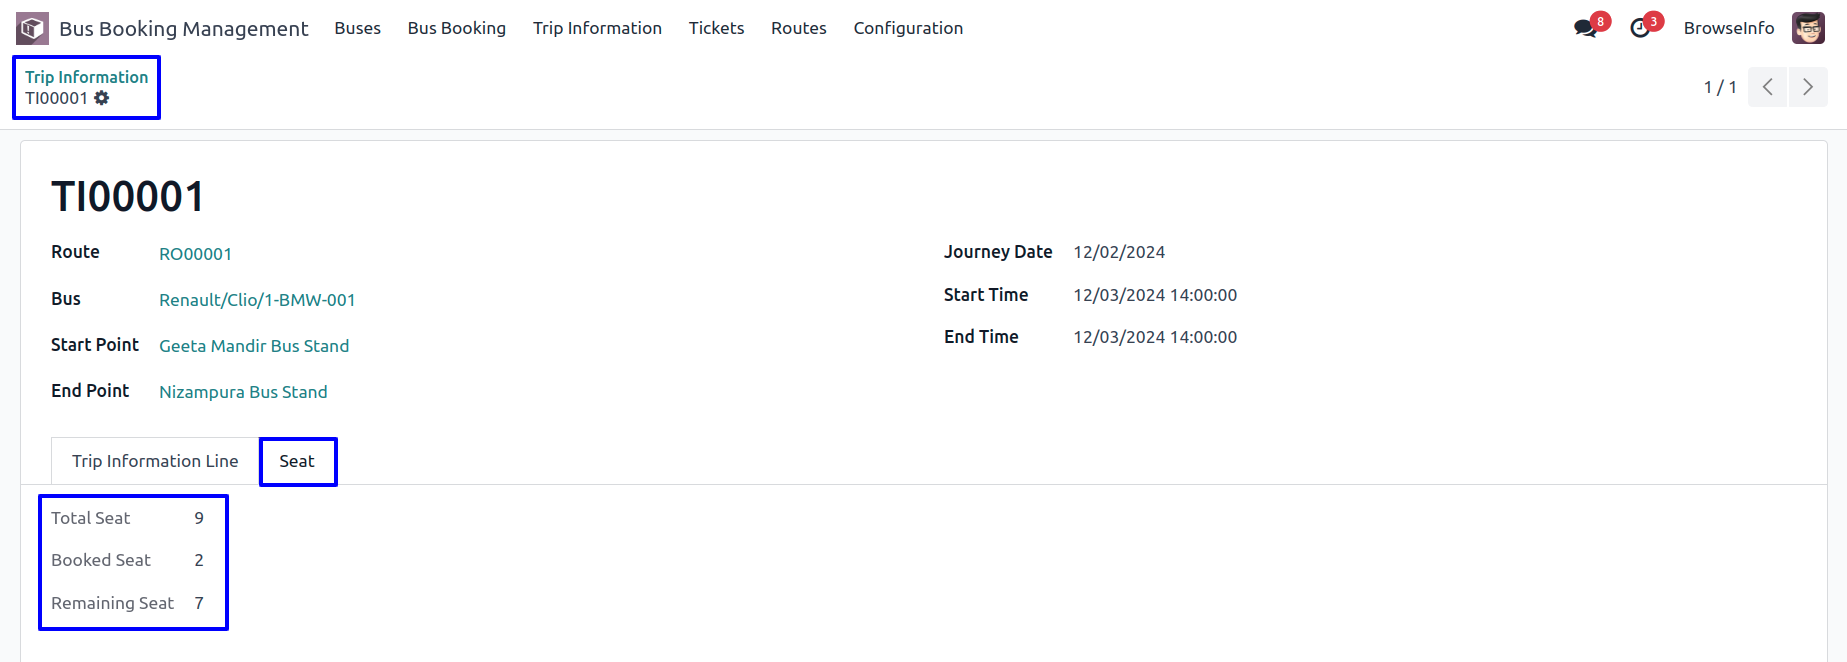 Bus Booking Management Buses Bus Booking Trip Information Tickets Routes Configuration 8 3 BrowseInfo
Trip Information
TI00001
1 / 1
TI00001
Route RO00001
Journey Date 12/02/2024
Bus Renault/Clio/1-BMW-001
Start Time 12/03/2024 14:00:00
Start Point Geeta Mandir Bus Stand
End Time 12/03/2024 14:00:00
End Point Nizampura Bus Stand
Trip Information Line Seat
Total Seat 9
Booked Seat 2
Remaining Seat 7